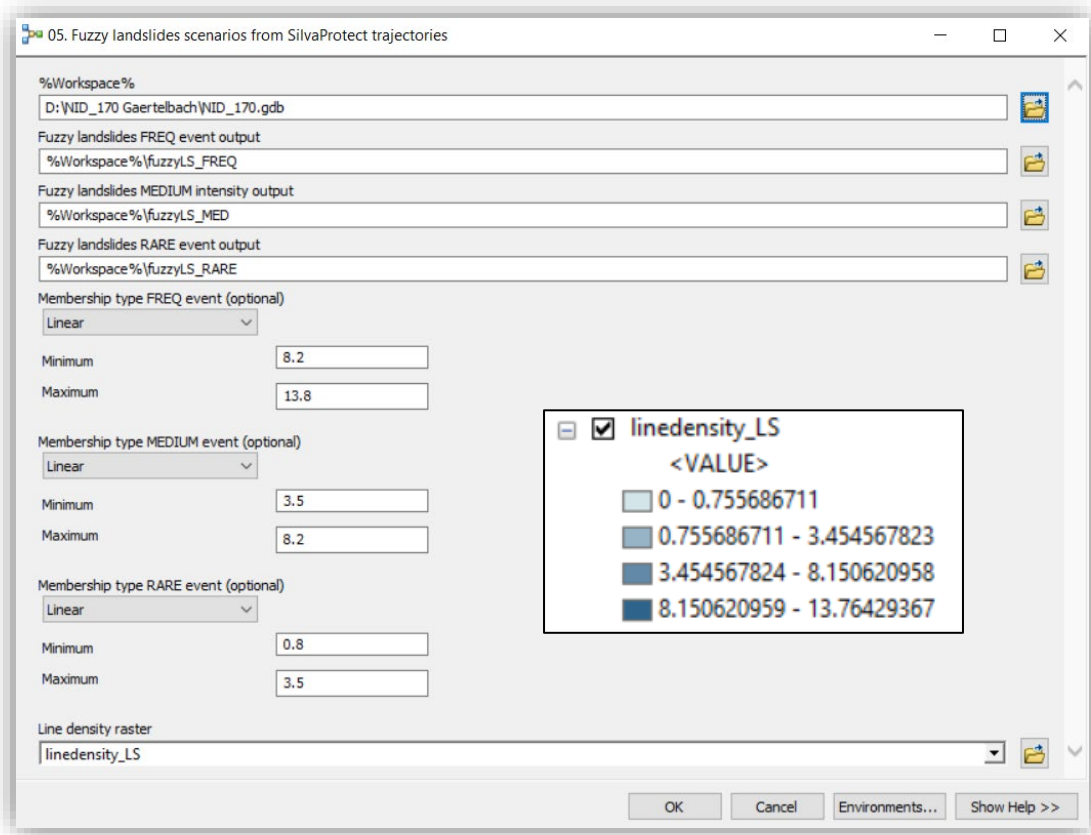 05. Fuzzy landslides scenarios from SilvaProtect trajectories
%Workspace%
D:\NID_170 Gaertelbach\NID_170.gdb
Fuzzy landslides FREQ event output
%Workspace%\fuzzyLS_FREQ
Fuzzy landslides MEDIUM intensity output
%Workspace%\fuzzyLS_MED
Fuzzy landslides RARE event output
%Workspace%\fuzzyLS_RARE
Membership type FREQ event (optional)
Linear
Minimum 8.2
Maximum 13.8
Membership type MEDIUM event (optional)
Linear
Minimum 3.5
Maximum 8.2
Membership type RARE event (optional)
Linear
Minimum 0.8
Maximum 3.5
linedensity_LS
<VALUE>
0 - 0.755686711
0.755686711 - 3.454567823
3.454567824 - 8.150620958
8.150620959 - 13.76429367
Line density raster
linedensity_LS
OK Cancel Environments... Show Help >>